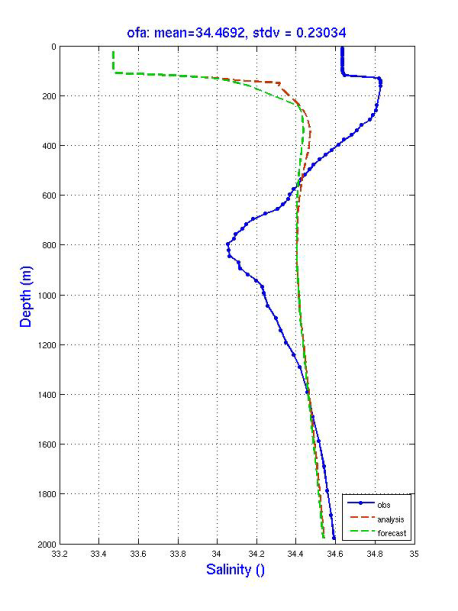 ofa: mean=34.4692, stdv = 0.23034
0
200
400
600
800
1000
1200
1400
1600
1800
2000
Depth (m)
33.2 33.4 33.6 33.8 34 34.2 34.4 34.6 34.8 35
Salinity ()
obs
analysis
forecast